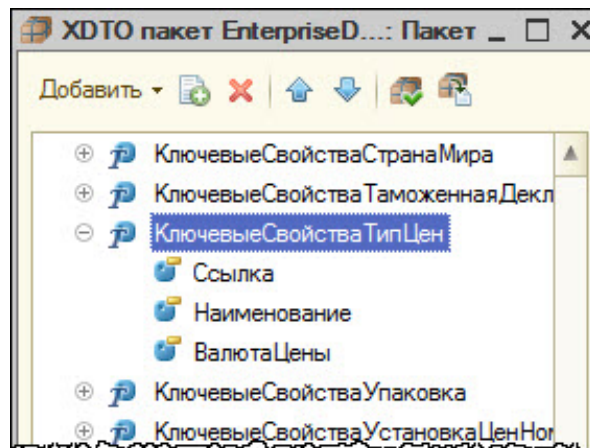 XDTO пакет EnterpriseD...: Пакет
Добавить
КлючевыеСвойстваСтранаМира
КлючевыеСвойстваТаможеннаяДекл
КлючевыеСвойстваТипЦен
Ссылка
Наименование
ВалютаЦены
КлючевыеСвойстваУпаковка
КлючевыеСвойстваУстановкаЦенНом